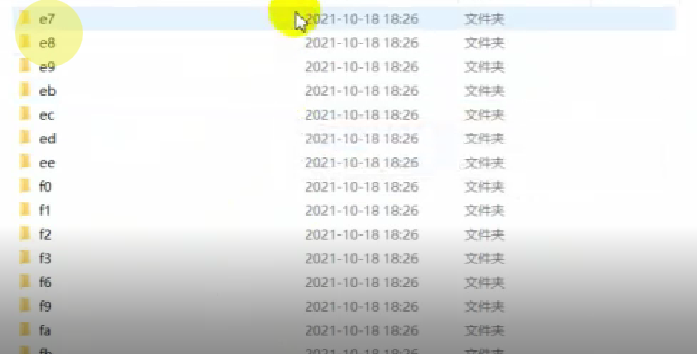 e7 2021-10-18 18:26 文件夹
e8 2021-10-18 18:26 文件夹
e9 2021-10-18 18:26 文件夹
eb 2021-10-18 18:26 文件夹
ec 2021-10-18 18:26 文件夹
ed 2021-10-18 18:26 文件夹
ee 2021-10-18 18:26 文件夹
f0 2021-10-18 18:26 文件夹
f1 2021-10-18 18:26 文件夹
f2 2021-10-18 18:26 文件夹
f3 2021-10-18 18:26 文件夹
f6 2021-10-18 18:26 文件夹
f9 2021-10-18 18:26 文件夹
fa 2021-10-18 18:26 文件夹